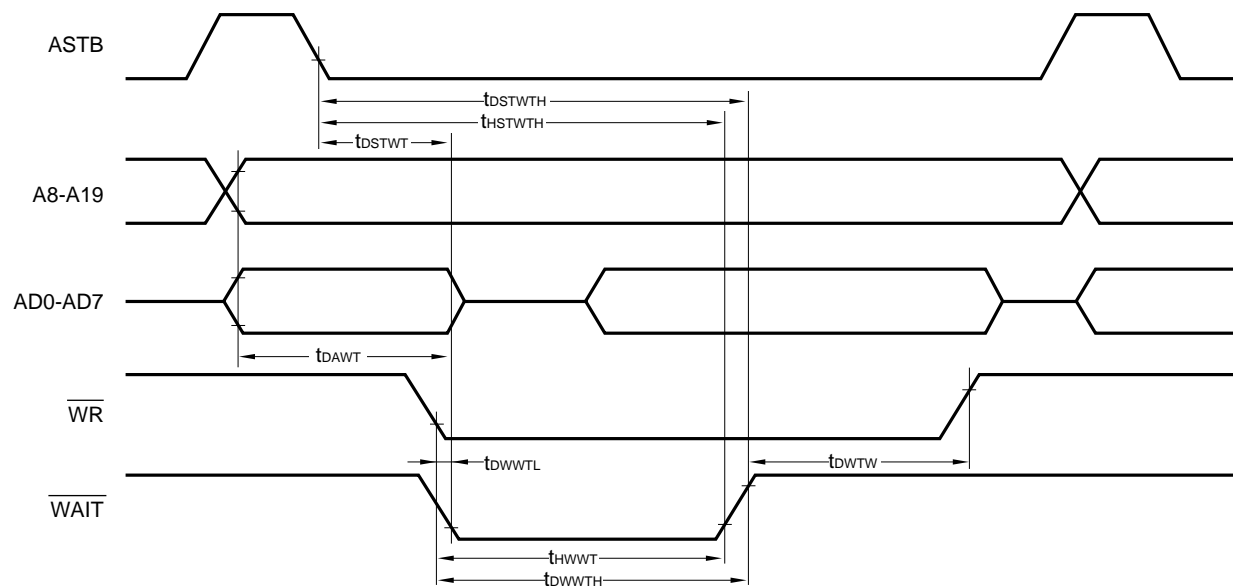 ASTB
tDSTWTH
tHSTWTH
tDSTWT
A8-A19
AD0-AD7
tDAWT
WR
tDWWTL
tDWTW
WAIT
tHWWT
tDWWTH